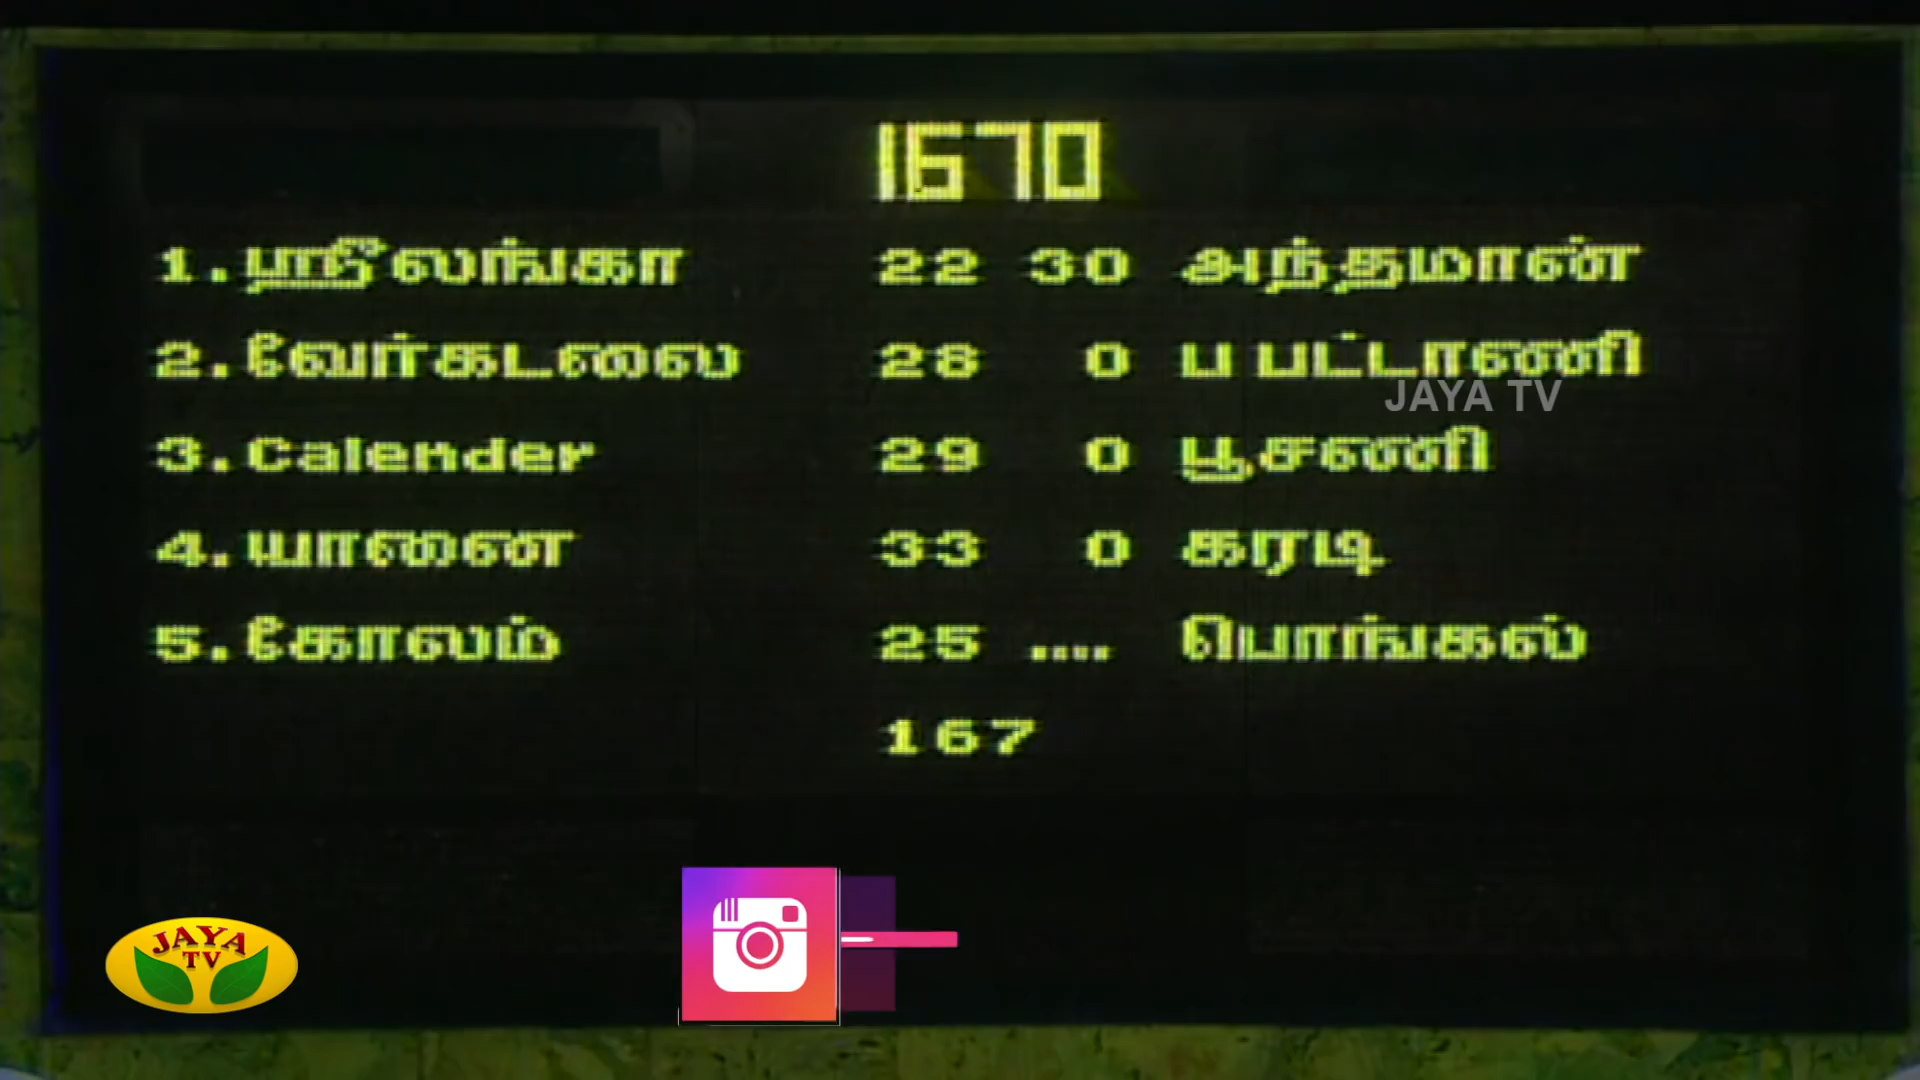 1670
1.ஸ்ரீலங்கா 22 30 அந்தமான்
2.வேர்கடலை 28 0 ப பட்டாணி
3.Calender 29 0 பூசணி
4.யானை 33 0 கரடி
5.கோலம் 25 .... பொங்கல்
167
JAYA TV
JAYA
TV